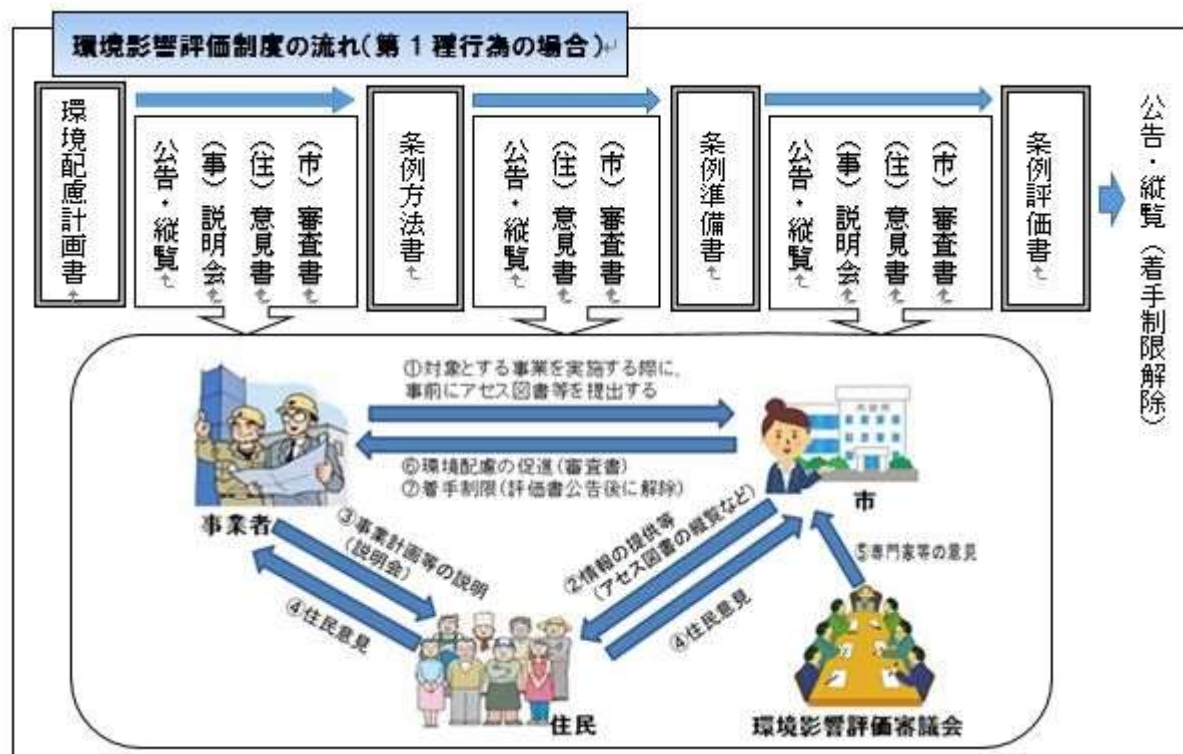 環境影響評価制度の流れ(第1種行為の場合)
環境配慮計画書
公告・縦覧
(事)説明会
(住)意見書
(市)審査書
条例方法書
公告・縦覧
(住)意見書
(市)審査書
条例準備書
公告・縦覧
(事)説明会
(住)意見書
(市)審査書
条例評価書
公告・縦覧(着手制限解除)
①対象とする事業を実施する際に、
事前にアセス図書等を提出する
⑥環境配慮の促進(審査書)
⑦着手制限(評価書公告後に解除)
事業者
市
③事業計画等の説明
(説明会)
④住民意見
②情報の提供等
(アセス図書の縦覧など)
④住民意見
⑤専門家等の意見
住民
環境影響評価審議会